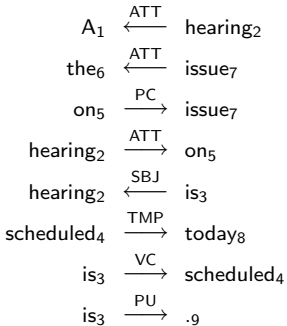 A₁ ←ATT hearing₂
the₆ ←ATT issue₇
on₅ PC→ issue₇
hearing₂ ATT→ on₅
hearing₂ ←SBJ is₃
scheduled₄ TMP→ today₈
is₃ VC→ scheduled₄
is₃ PU→ .₉